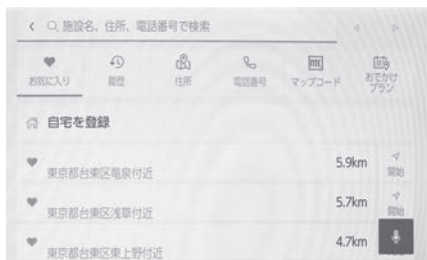 施設名、住所、電話番号で検索
お気に入り
履歴
住所
電話番号
マップコード
おでかけ
プラン
自宅を登録
5.9km
東京都台東区竜泉付近
開始
5.7km
東京都台東区浅草付近
開始
4.7km
東京都台東区東上野付近